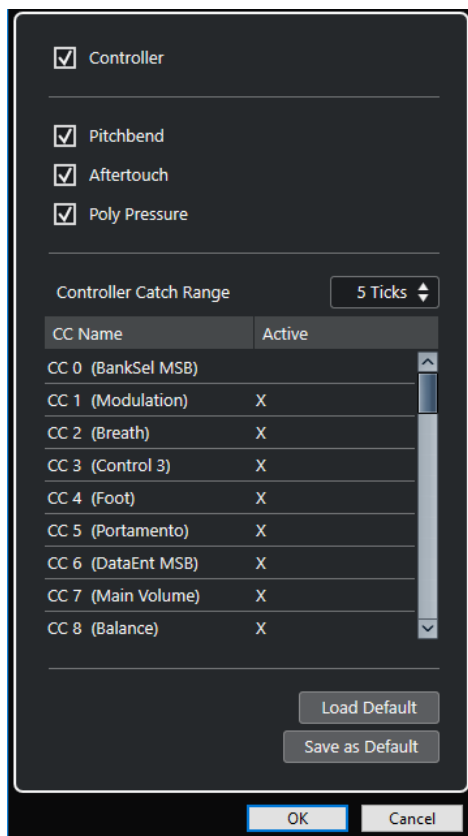 Controller
Pitchbend
Aftertouch
Poly Pressure
Controller Catch Range 5 Ticks
CC Name Active
CC 0 (BankSel MSB)
CC 1 (Modulation) X
CC 2 (Breath) X
CC 3 (Control 3) X
CC 4 (Foot) X
CC 5 (Portamento) X
CC 6 (DataEnt MSB) X
CC 7 (Main Volume) X
CC 8 (Balance) X
Load Default
Save as Default
OK Cancel